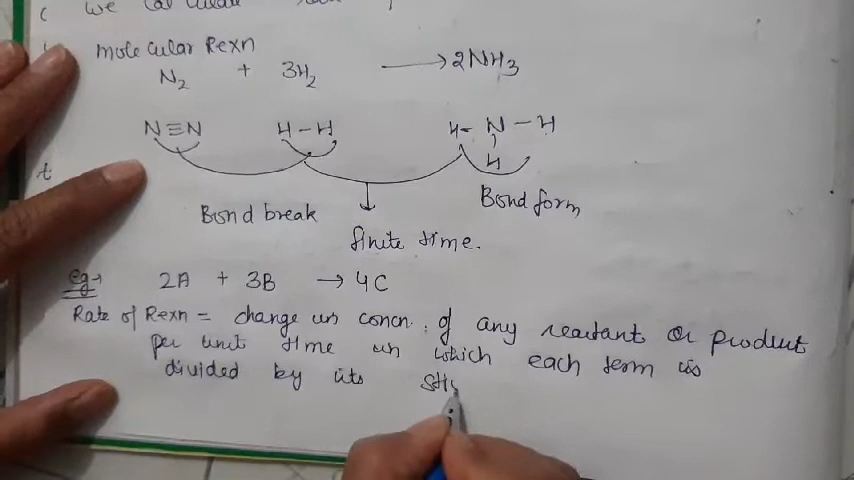 we
molecular Rexn
N2 + 3H2 → 2NH3
N≡N H-H H-N-H
H
t
Bond break Bond form
finite time.
eg→ 2A + 3B → 4C
Rate of Rexn = change in concn. of any reactant or product
per unit time in which each term is
divided by its